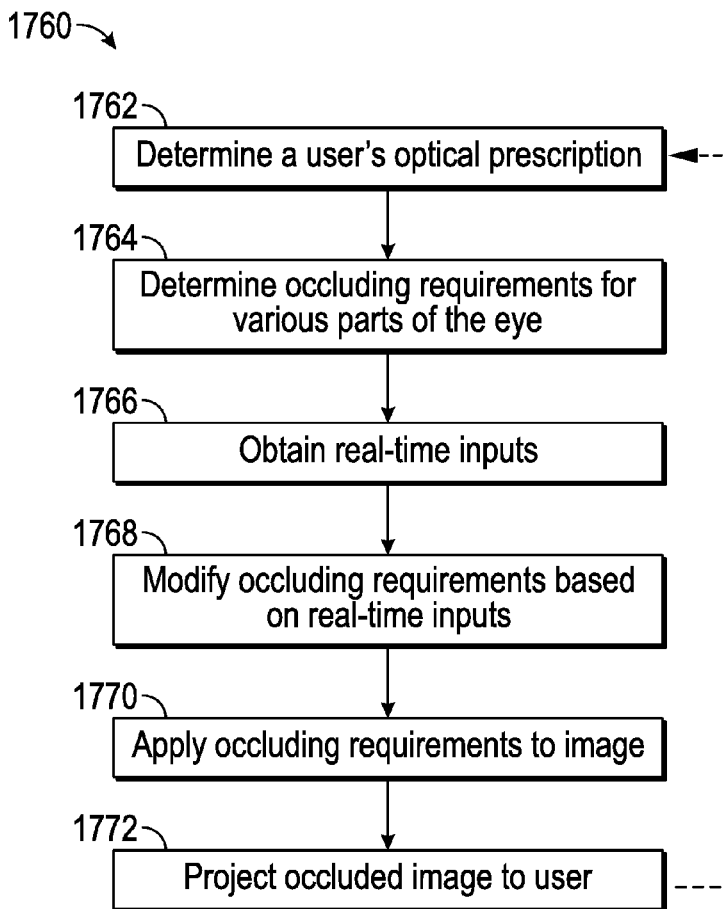 1760
1762
Determine a user's optical prescription
1764
Determine occluding requirements for
various parts of the eye
1766
Obtain real-time inputs
1768
Modify occluding requirements based
on real-time inputs
1770
Apply occluding requirements to image
1772
Project occluded image to user